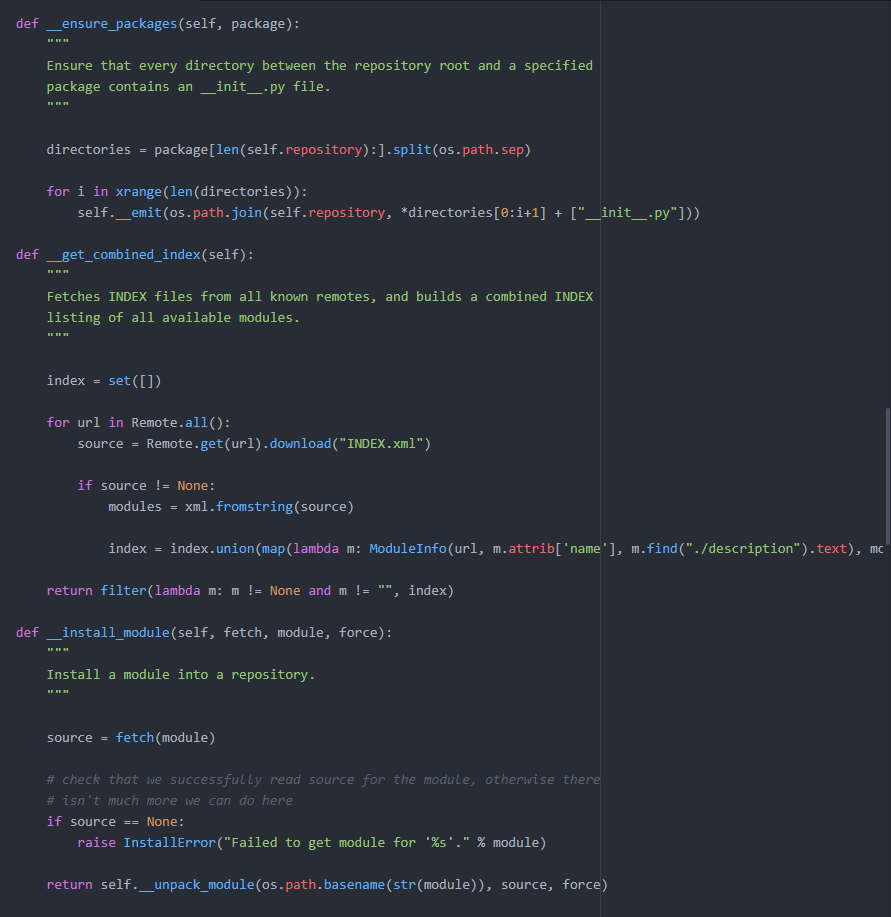 def __ensure_packages(self, package):
    """
    Ensure that every directory between the repository root and a specified
    package contains an __init__.py file.
    """
    directories = package[len(self.repository):].split(os.path.sep)
    for i in xrange(len(directories)):
        self.__emit(os.path.join(self.repository, *directories[0:i+1] + ["__init__.py"]))
def __get_combined_index(self):
    """
    Fetches INDEX files from all known remotes, and builds a combined INDEX
    listing of all available modules.
    """
    index = set([])
    for url in Remote.all():
        source = Remote.get(url).download("INDEX.xml")
        if source != None:
            modules = xml.fromstring(source)
            index = index.union(map(lambda m: ModuleInfo(url, m.attrib['name'], m.find("./description").text), mo
    return filter(lambda m: m != None and m != "", index)
def __install_module(self, fetch, module, force):
    """
    Install a module into a repository.
    """
    source = fetch(module)
    # check that we successfully read source for the module, otherwise there
    # isn't much more we can do here
    if source == None:
        raise InstallError("Failed to get module for '%s'." % module)
    return self.__unpack_module(os.path.basename(str(module)), source, force)